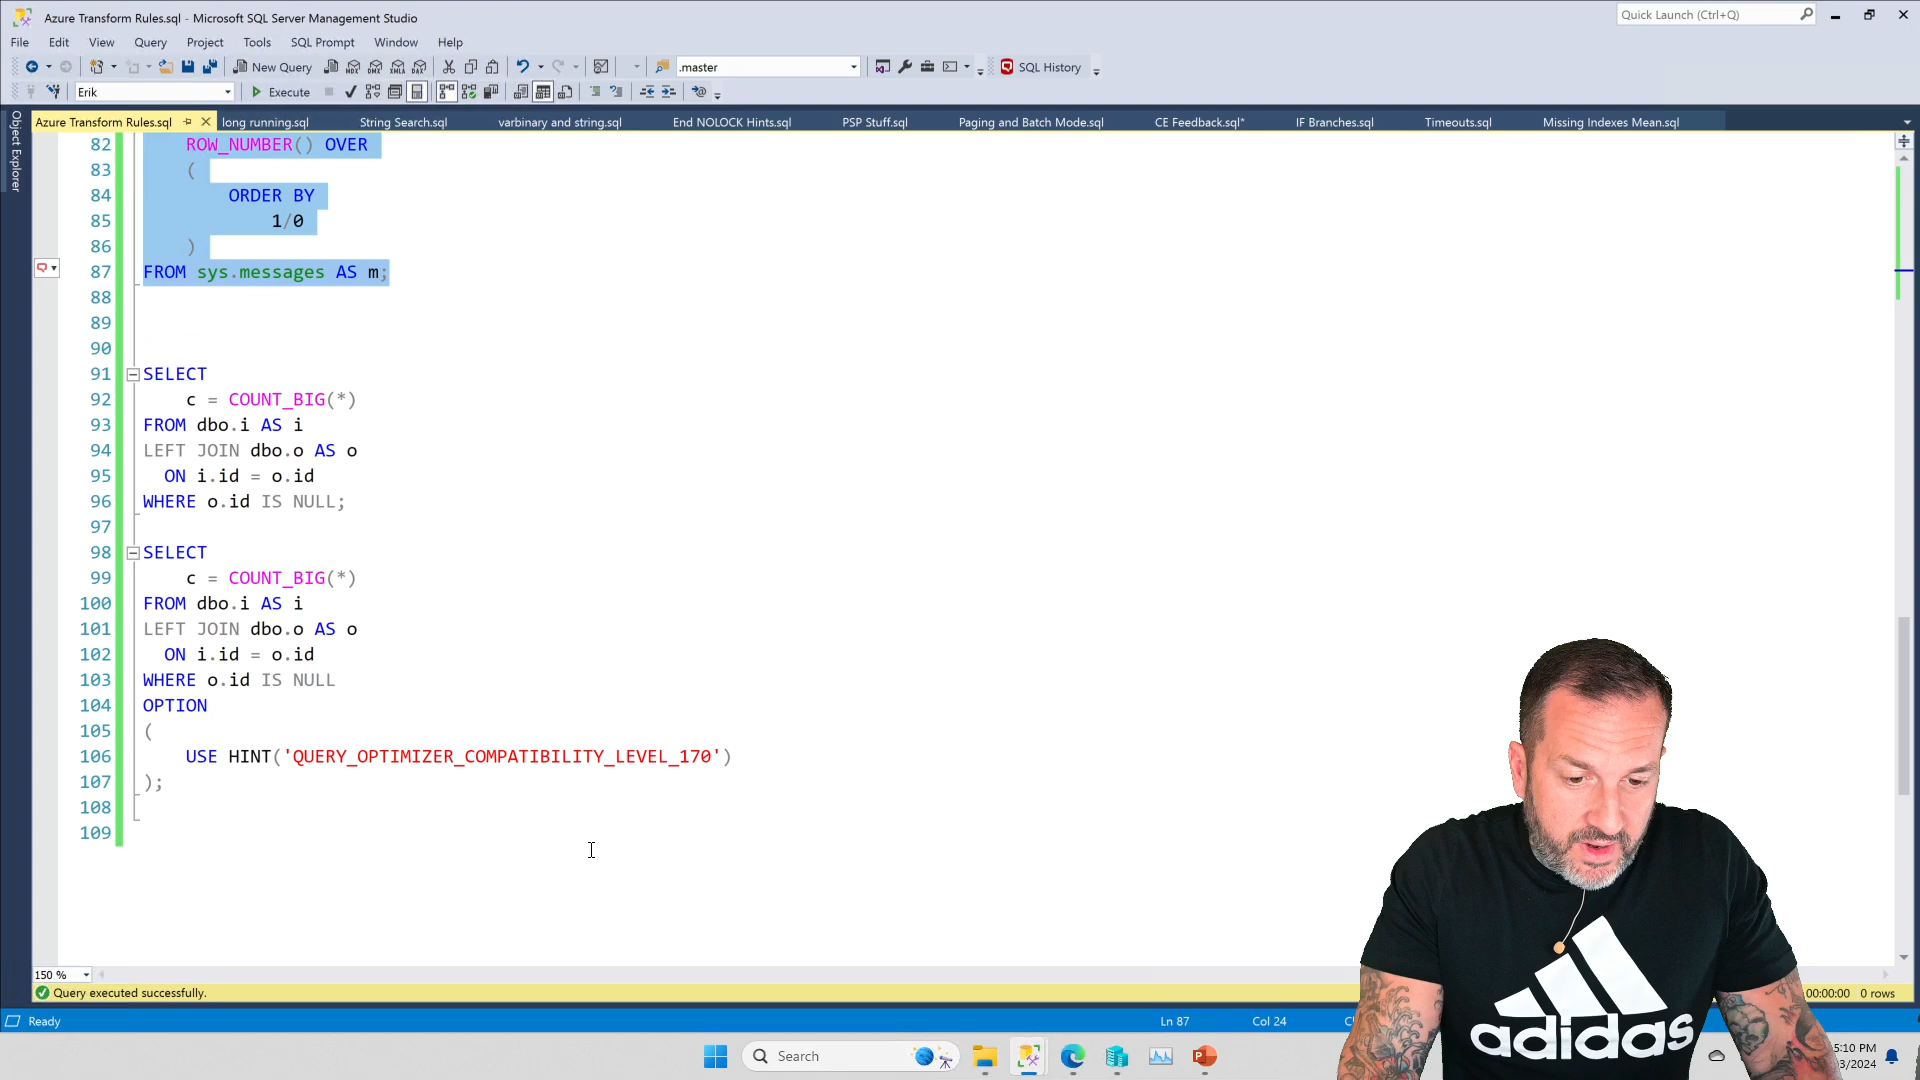 Azure Transform Rules.sql - Microsoft SQL Server Management Studio
Quick Launch (Ctrl+Q)
File Edit View Query Project Tools SQL Prompt Window Help
New Query MDX DMX XMLA DAX .master SQL History
Erik Execute
Azure Transform Rules.sql long running.sql String Search.sql varbinary and string.sql End NOLOCK Hints.sql PSP Stuff.sql Paging and Batch Mode.sql CE Feedback.sql* IF Branches.sql Timeouts.sql Missing Indexes Mean.sql
Object Explorer
82 ROW_NUMBER() OVER
83 (
84 ORDER BY
85 1/0
86 )
87 FROM sys.messages AS m;
88
89
90
91 SELECT
92 c = COUNT_BIG(*)
93 FROM dbo.i AS i
94 LEFT JOIN dbo.o AS o
95 ON i.id = o.id
96 WHERE o.id IS NULL;
97
98 SELECT
99 c = COUNT_BIG(*)
100 FROM dbo.i AS i
101 LEFT JOIN dbo.o AS o
102 ON i.id = o.id
103 WHERE o.id IS NULL
104 OPTION
105 (
106 USE HINT('QUERY_OPTIMIZER_COMPATIBILITY_LEVEL_170')
107 );
108
109
150 %
Query executed successfully. 00:00:00 0 rows
Ready Ln 87 Col 24
Search
5:10 PM
3/2024
adidas